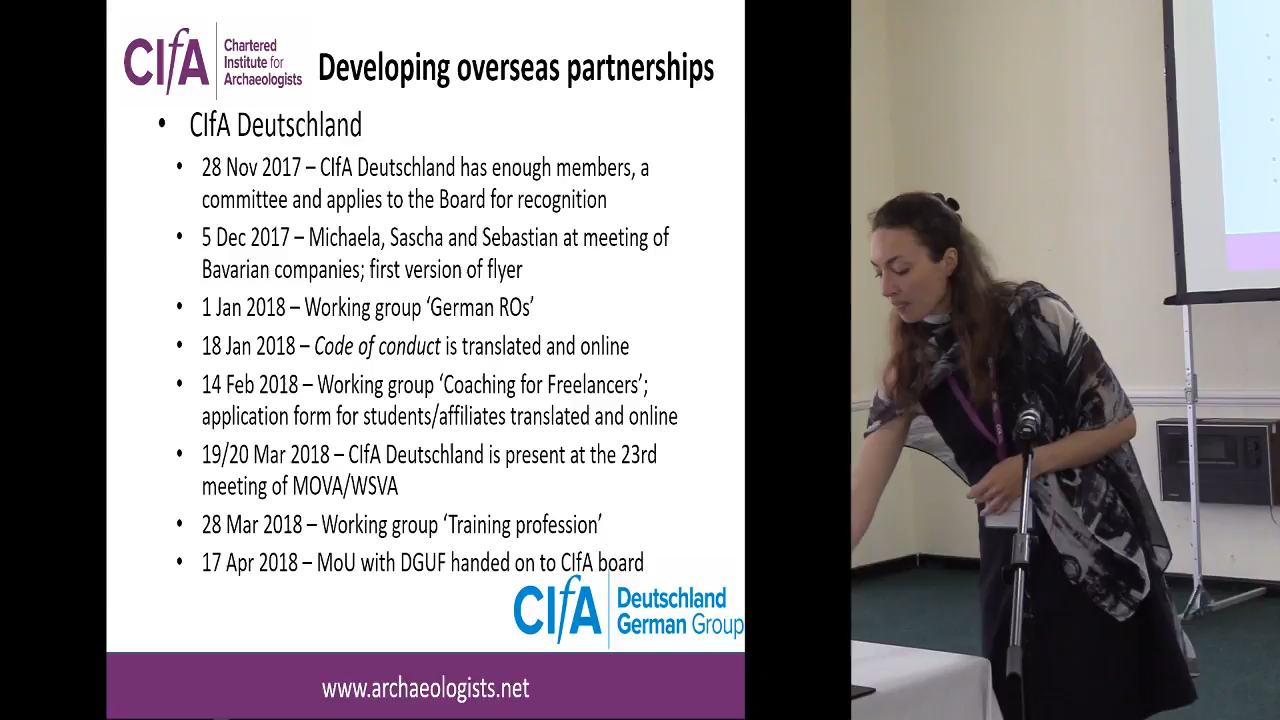 CIfA
Chartered
Institute for
Archaeologists
Developing overseas partnerships
• CIfA Deutschland
• 28 Nov 2017 – CIfA Deutschland has enough members, a
committee and applies to the Board for recognition
• 5 Dec 2017 – Michaela, Sascha and Sebastian at meeting of
Bavarian companies; first version of flyer
• 1 Jan 2018 – Working group ‘German ROs’
• 18 Jan 2018 – Code of conduct is translated and online
• 14 Feb 2018 – Working group ‘Coaching for Freelancers’;
application form for students/affiliates translated and online
• 19/20 Mar 2018 – CIfA Deutschland is present at the 23rd
meeting of MOVA/WSVA
• 28 Mar 2018 – Working group ‘Training profession’
• 17 Apr 2018 – MoU with DGUF handed on to CIfA board
CIfA
Deutschland
German Group
www.archaeologists.net